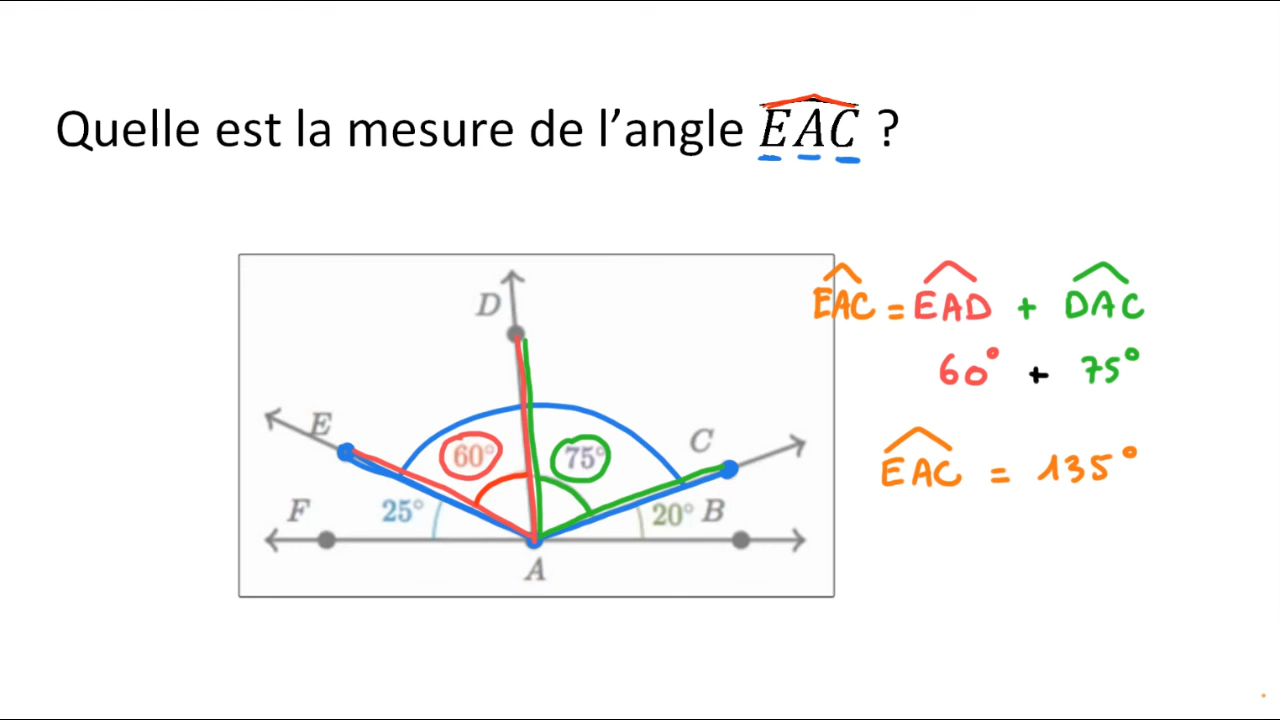 Quelle est la mesure de l’angle EAC ?
D
EAC = EAD + DAC
60° + 75°
E
C
60°
75°
EAC = 135°
F
25°
20°
B
A